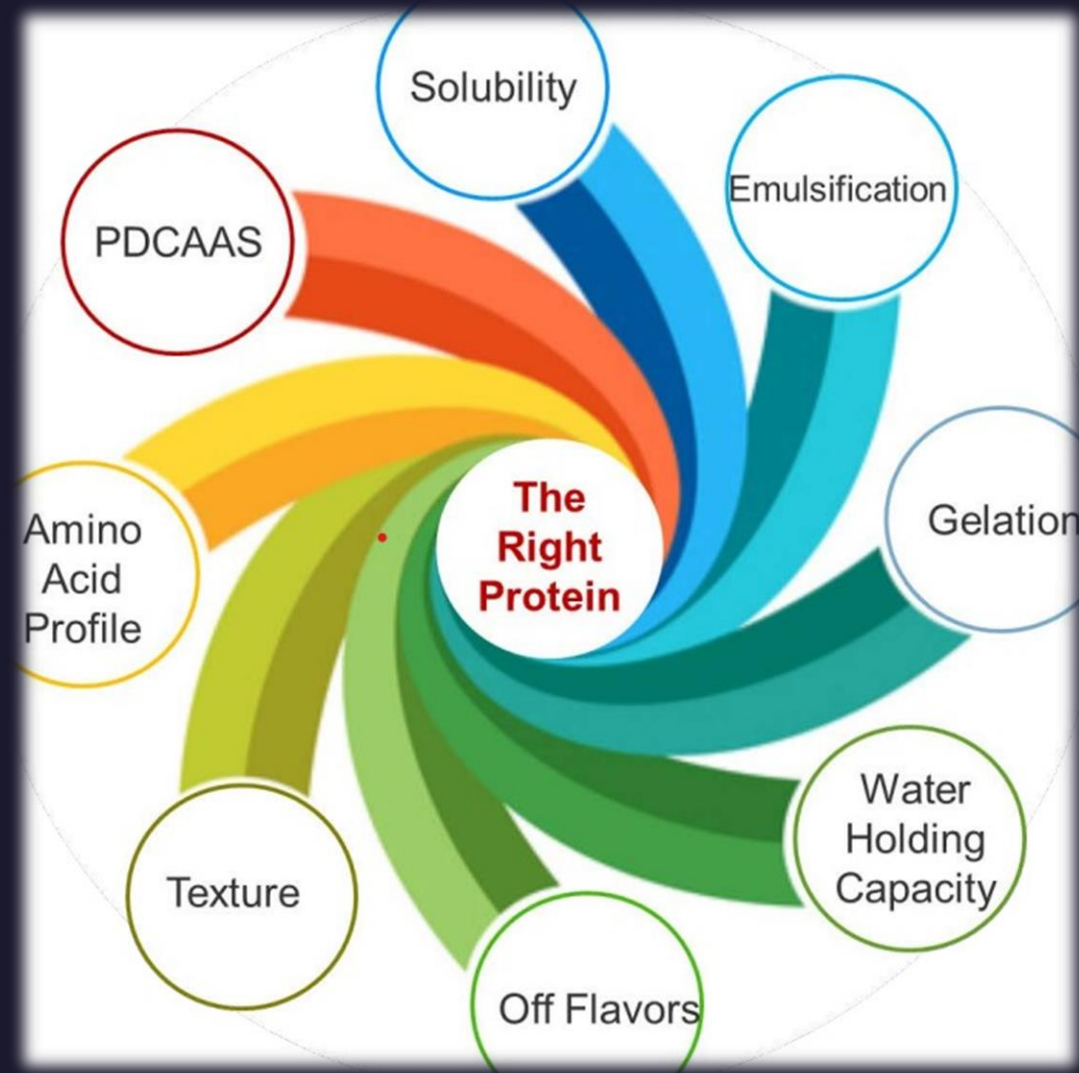 Solubility
Emulsification
PDCAAS
Gelation
The
Right
Protein
Amino
Acid
Profile
Water
Holding
Capacity
Texture
Off Flavors